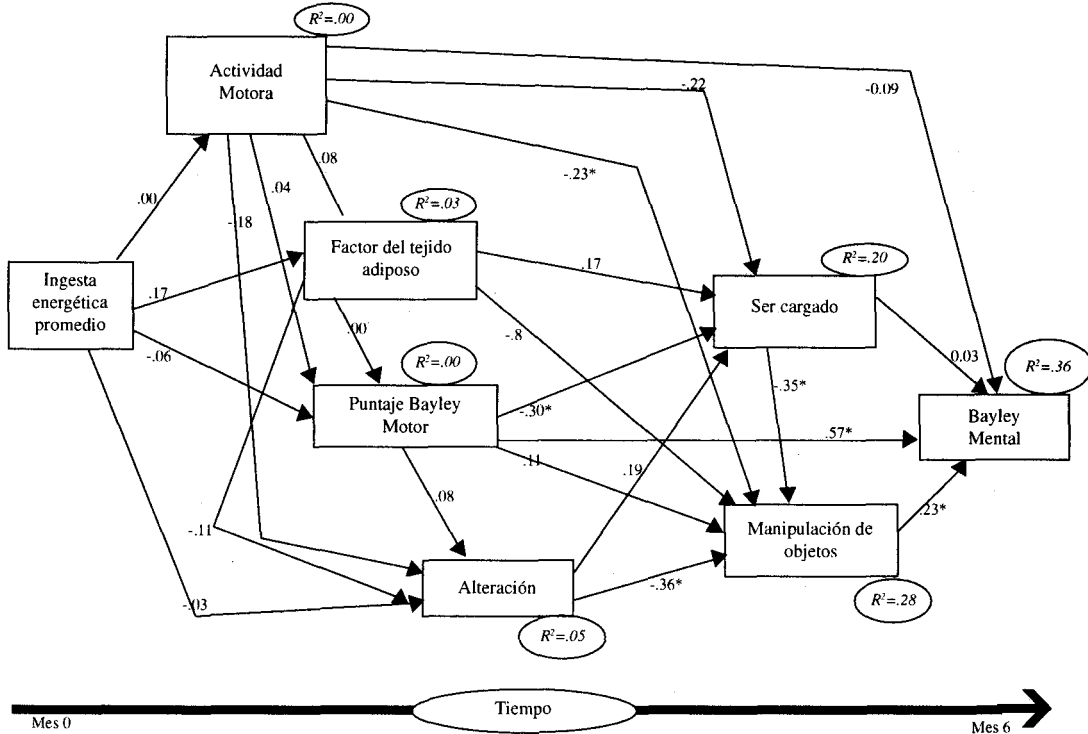 R²=.00
Actividad
Motora
-.22
-0.09
.08
-.23*
.00
.04
-.18
R²=.03
Factor del tejido
adiposo
R²=.20
Ingesta
energética
promedio
.17
.17
Ser cargado
-.06
.00
-.8
R²=.00
0.03
R²=.36
Puntaje Bayley
Motor
-.30*
-.35*
Bayley
Mental
.57*
.11
.19
.08
-.11
Manipulación de
objetos
.23*
Alteración
-.36*
-.03
R²=.28
R²=.05
Tiempo
Mes 0
Mes 6